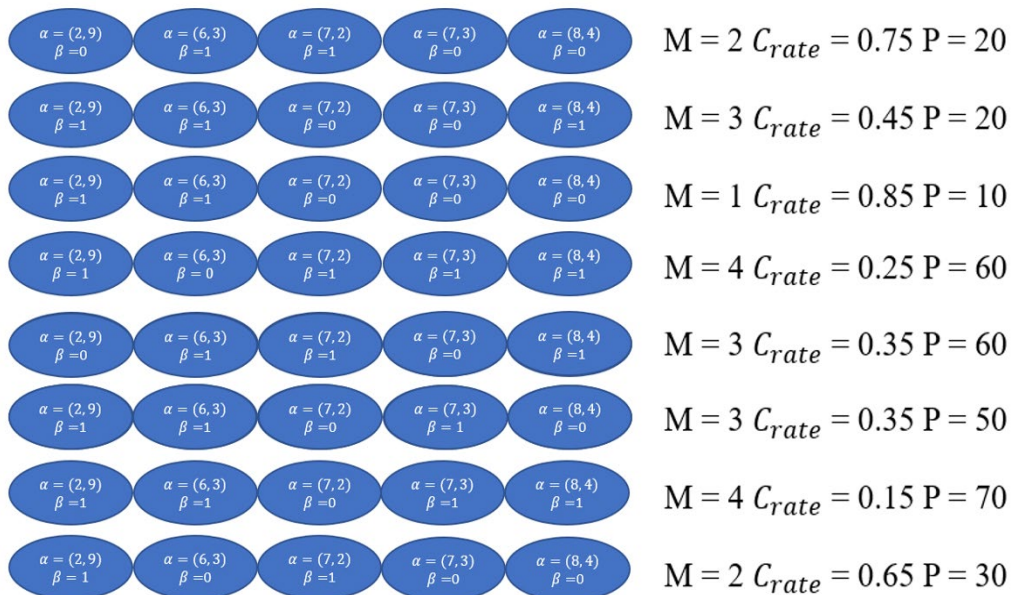 α = (2, 9) α = (6, 3) α = (7, 2) α = (7, 3) α = (8, 4)
β =0 β =1 β =1 β =0 β =0
M = 2 C_rate = 0.75 P = 20
α = (2, 9) α = (6, 3) α = (7, 2) α = (7, 3) α = (8, 4)
β =1 β =1 β =0 β =0 β =1
M = 3 C_rate = 0.45 P = 20
α = (2, 9) α = (6, 3) α = (7, 2) α = (7, 3) α = (8, 4)
β =1 β =1 β =0 β =0 β =0
M = 1 C_rate = 0.85 P = 10
α = (2, 9) α = (6, 3) α = (7, 2) α = (7, 3) α = (8, 4)
β = 1 β = 0 β =1 β =1 β =1
M = 4 C_rate = 0.25 P = 60
α = (2, 9) α = (6, 3) α = (7, 2) α = (7, 3) α = (8, 4)
β =0 β =1 β =1 β =0 β =1
M = 3 C_rate = 0.35 P = 60
α = (2, 9) α = (6, 3) α = (7, 2) α = (7, 3) α = (8, 4)
β =1 β =1 β =0 β = 1 β =0
M = 3 C_rate = 0.35 P = 50
α = (2, 9) α = (6, 3) α = (7, 2) α = (7, 3) α = (8, 4)
β =1 β =1 β =0 β =1 β =1
M = 4 C_rate = 0.15 P = 70
α = (2, 9) α = (6, 3) α = (7, 2) α = (7, 3) α = (8, 4)
β = 1 β =0 β =1 β =0 β =0
M = 2 C_rate = 0.65 P = 30